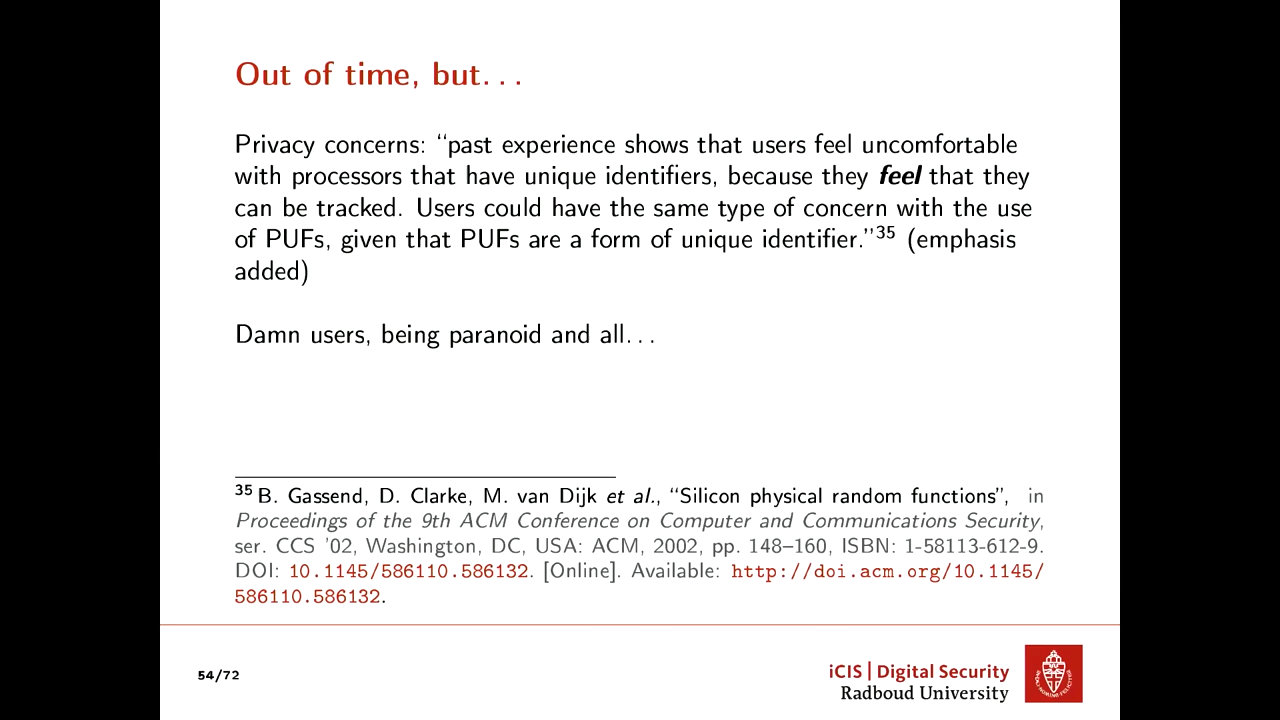 Out of time, but. . .
Privacy concerns: “past experience shows that users feel uncomfortable
with processors that have unique identifiers, because they feel that they
can be tracked. Users could have the same type of concern with the use
of PUFs, given that PUFs are a form of unique identifier.”35 (emphasis
added)
Damn users, being paranoid and all. . .
35 B. Gassend, D. Clarke, M. van Dijk et al., “Silicon physical random functions”, in
Proceedings of the 9th ACM Conference on Computer and Communications Security,
ser. CCS ’02, Washington, DC, USA: ACM, 2002, pp. 148–160, ISBN: 1-58113-612-9.
DOI: 10.1145/586110.586132. [Online]. Available: http://doi.acm.org/10.1145/
586110.586132.
54/72
iCIS | Digital Security
Radboud University